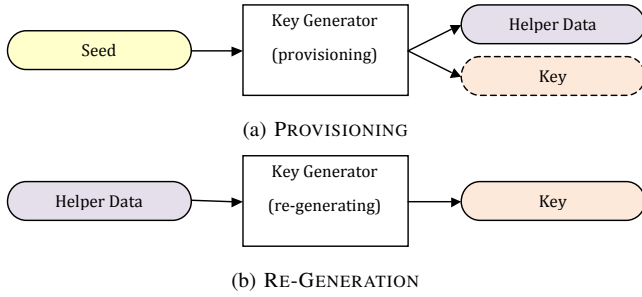 Seed
Key Generator
(provisioning)
Helper Data
Key
(a) PROVISIONING
Helper Data
Key Generator
(re-generating)
Key
(b) RE-GENERATION